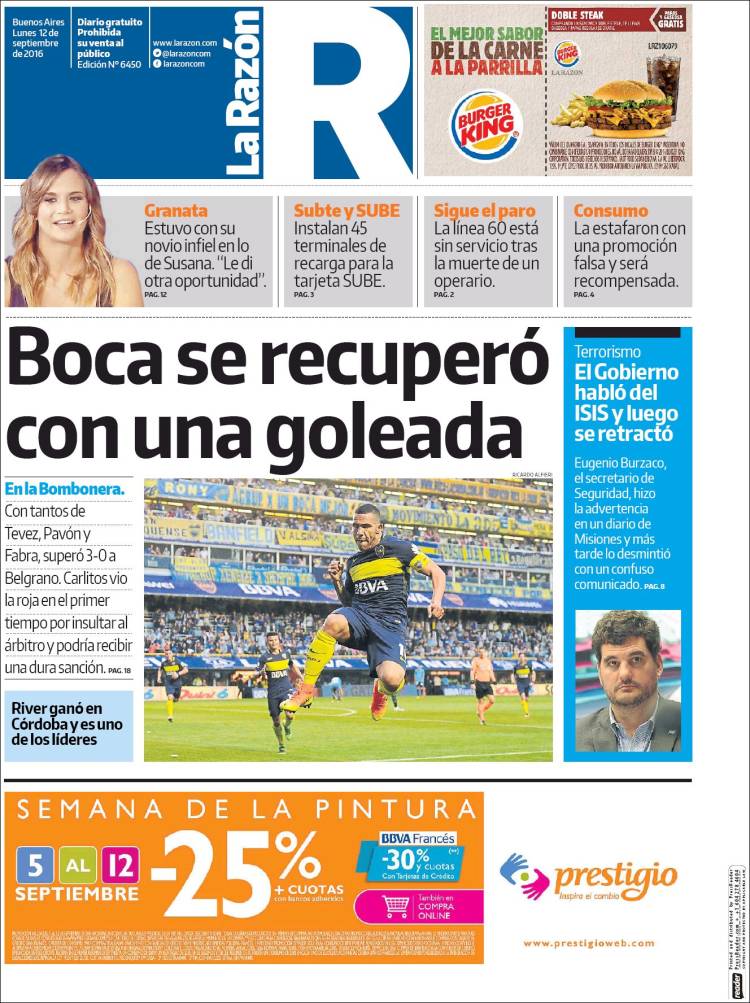 Buenos Aires
Lunes 12 de
septiembre
de 2016
Diario gratuito
Prohibida
su venta al
público
Edición Nº 6450
www.larazon.com
@larazoncom
larazoncom
La Razón
R
EL MEJOR SABOR
DE LA CARNE
A LA PARRILLA
BURGER
KING
DOBLE STEAK
GRATIS
BURGER
KING
LA RAZON
Granata
Estuvo con su
novio infiel en lo
de Susana. “Le di
otra oportunidad”.
PAG. 12
Subte y SUBE
Instalan 45
terminales de
recarga para la
tarjeta SUBE.
PAG. 3
Sigue el paro
La línea 60 está
sin servicio tras
la muerte de un
operario.
PAG. 2
Consumo
La estafaron con
una promoción
falsa y será
recompensada.
PAG. 4
Boca se recuperó
con una goleada
RICARDO ALFIERI
En la Bombonera.
Con tantos de
Tevez, Pavón y
Fabra, superó 3-0 a
Belgrano. Carlitos vio
la roja en el primer
tiempo por insultar al
árbitro y podría recibir
una dura sanción. PAG. 18
River ganó en
Córdoba y es uno
de los líderes
RONY
BBVA
Terrorismo
El Gobierno
habló del
ISIS y luego
se retractó
Eugenio Burzaco,
el secretario de
Seguridad, hizo
la advertencia
en un diario de
Misiones y más
tarde lo desmintió
con un confuso
comunicado. PAG. 8
SEMANA DE LA PINTURA
5 AL 12
SEPTIEMBRE
-25%
+ CUOTAS
con bancos adheridos
BBVA Francés
-30% (**)
y cuotas
Con Tarjetas de Crédito
También en
COMPRA
ONLINE
prestigio
Inspira el cambio
www.prestigioweb.com